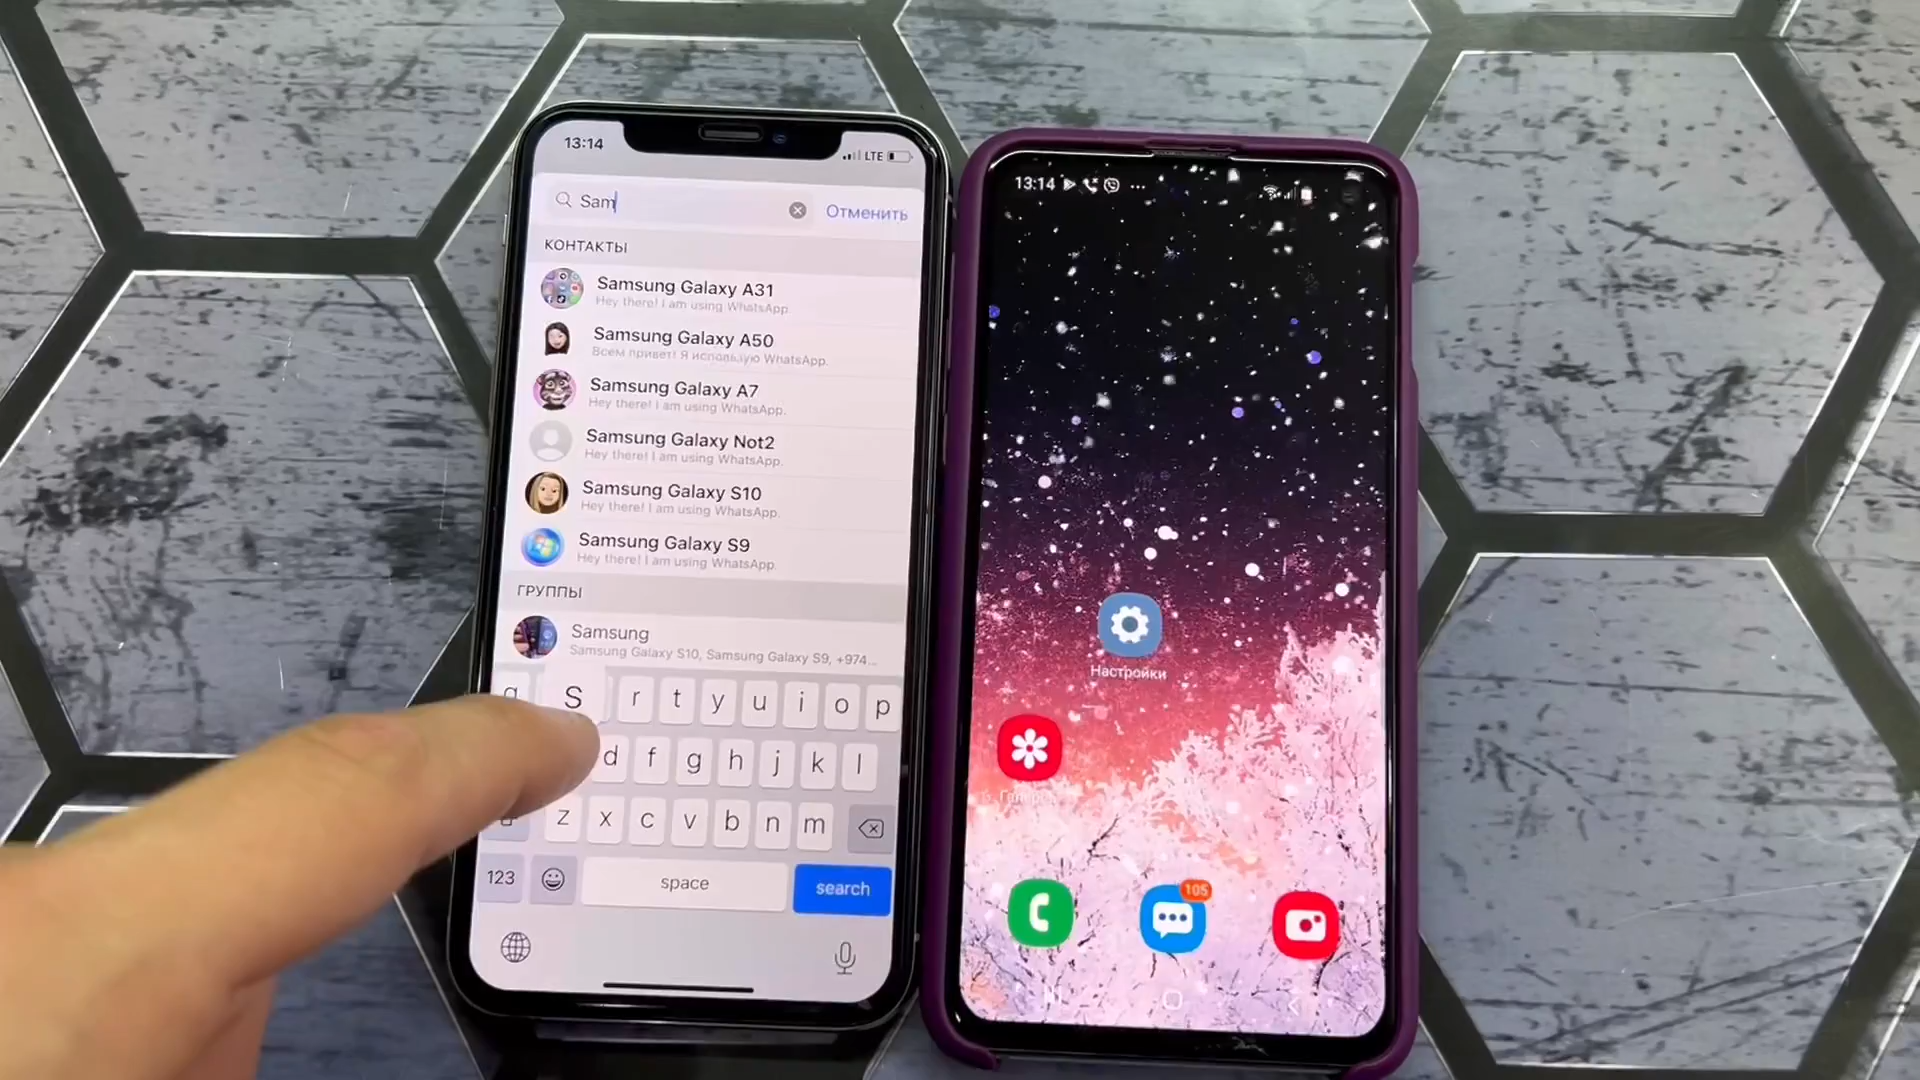 13:14
LTE
Sam
Отменить
КОНТАКТЫ
Samsung Galaxy A31
Hey there! I am using WhatsApp.
Samsung Galaxy A50
Всем привет! Я использую WhatsApp.
Samsung Galaxy A7
Hey there! I am using WhatsApp.
Samsung Galaxy Not2
Hey there! I am using WhatsApp.
Samsung Galaxy S10
Hey there! I am using WhatsApp.
Samsung Galaxy S9
Hey there! I am using WhatsApp.
ГРУППЫ
Samsung
Samsung Galaxy S10, Samsung Galaxy S9, +974...
q S r t y u i o p
d f g h j k l
z x c v b n m
123 space search
13:14
Настройки
105